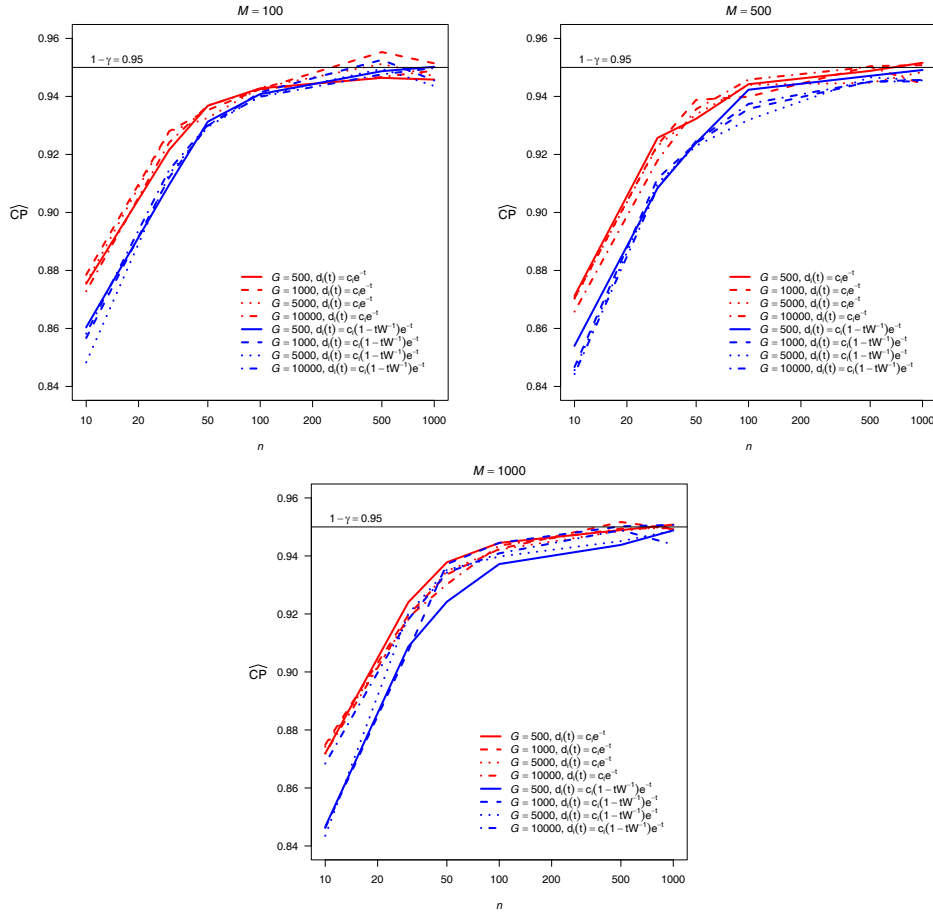 M = 100
0.96
0.94
0.92
0.90
0.88
0.86
0.84
CP
1 − γ = 0.95
G = 500, dᵢ(t) = cᵢe⁻ᵗ
G = 1000, dᵢ(t) = cᵢe⁻ᵗ
G = 5000, dᵢ(t) = cᵢe⁻ᵗ
G = 10000, dᵢ(t) = cᵢe⁻ᵗ
G = 500, dᵢ(t) = cᵢ(1 − tW⁻¹)e⁻ᵗ
G = 1000, dᵢ(t) = cᵢ(1 − tW⁻¹)e⁻ᵗ
G = 5000, dᵢ(t) = cᵢ(1 − tW⁻¹)e⁻ᵗ
G = 10000, dᵢ(t) = cᵢ(1 − tW⁻¹)e⁻ᵗ
10 20 50 100 200 500 1000
n
M = 500
0.96
0.94
0.92
0.90
0.88
0.86
0.84
CP
1 − γ = 0.95
G = 500, dᵢ(t) = cᵢe⁻ᵗ
G = 1000, dᵢ(t) = cᵢe⁻ᵗ
G = 5000, dᵢ(t) = cᵢe⁻ᵗ
G = 10000, dᵢ(t) = cᵢe⁻ᵗ
G = 500, dᵢ(t) = cᵢ(1 − tW⁻¹)e⁻ᵗ
G = 1000, dᵢ(t) = cᵢ(1 − tW⁻¹)e⁻ᵗ
G = 5000, dᵢ(t) = cᵢ(1 − tW⁻¹)e⁻ᵗ
G = 10000, dᵢ(t) = cᵢ(1 − tW⁻¹)e⁻ᵗ
10 20 50 100 200 500 1000
n
M = 1000
0.96
0.94
0.92
0.90
0.88
0.86
0.84
CP
1 − γ = 0.95
G = 500, dᵢ(t) = cᵢe⁻ᵗ
G = 1000, dᵢ(t) = cᵢe⁻ᵗ
G = 5000, dᵢ(t) = cᵢe⁻ᵗ
G = 10000, dᵢ(t) = cᵢe⁻ᵗ
G = 500, dᵢ(t) = cᵢ(1 − tW⁻¹)e⁻ᵗ
G = 1000, dᵢ(t) = cᵢ(1 − tW⁻¹)e⁻ᵗ
G = 5000, dᵢ(t) = cᵢ(1 − tW⁻¹)e⁻ᵗ
G = 10000, dᵢ(t) = cᵢ(1 − tW⁻¹)e⁻ᵗ
10 20 50 100 200 500 1000
n